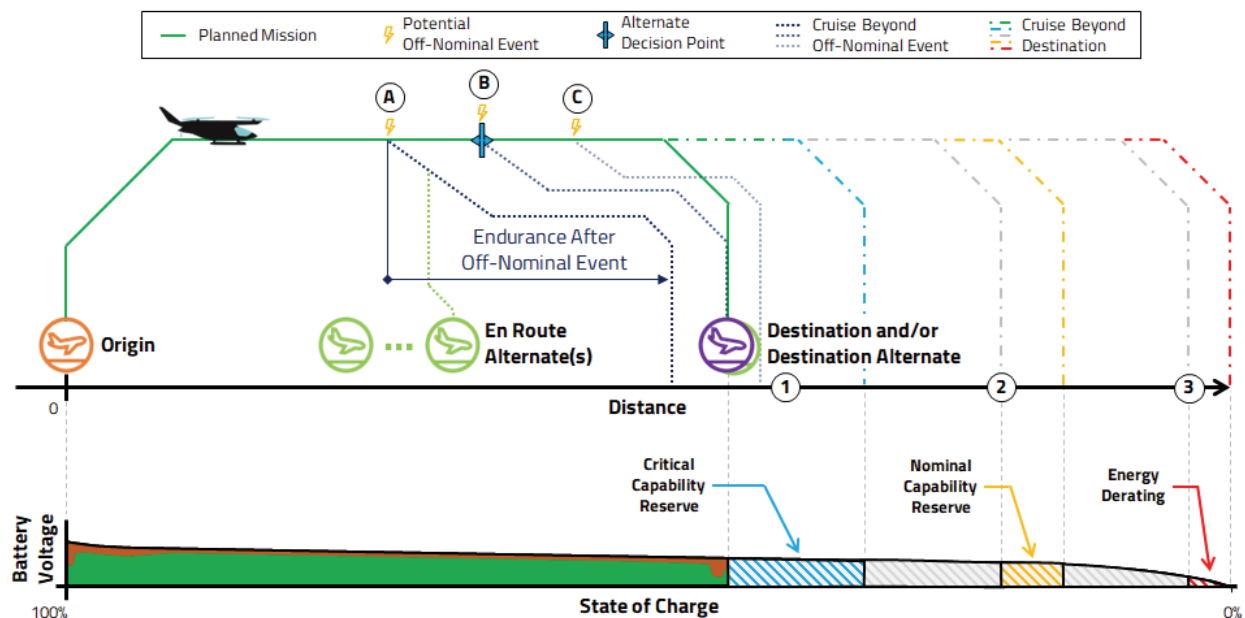 Planned Mission
Potential
Off-Nominal Event
Alternate
Decision Point
Cruise Beyond
Off-Nominal Event
Cruise Beyond
Destination
A
B
C
Endurance After
Off-Nominal Event
Origin
En Route
Alternate(s)
Destination and/or
Destination Alternate
1
2
3
0
Distance
Critical
Capability
Reserve
Nominal
Capability
Reserve
Energy
Derating
Battery
Voltage
100%
State of Charge
0%